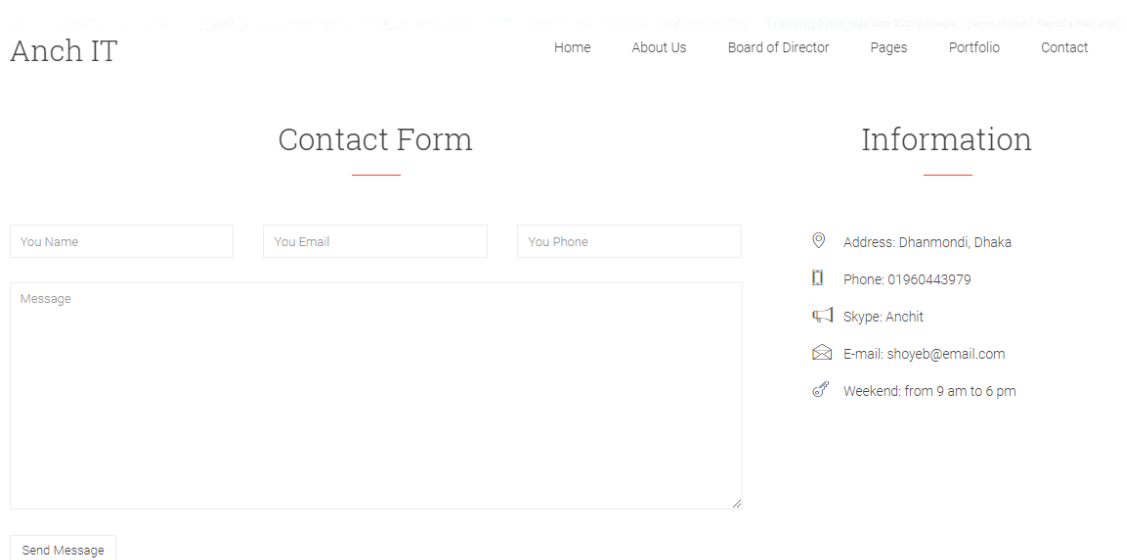 Anch IT
Home About Us Board of Director Pages Portfolio Contact
Contact Form
You Name You Email You Phone
Message
Send Message
Information
Address: Dhanmondi, Dhaka
Phone: 01960443979
Skype: Anchit
E-mail: shoyeb@email.com
Weekend: from 9 am to 6 pm